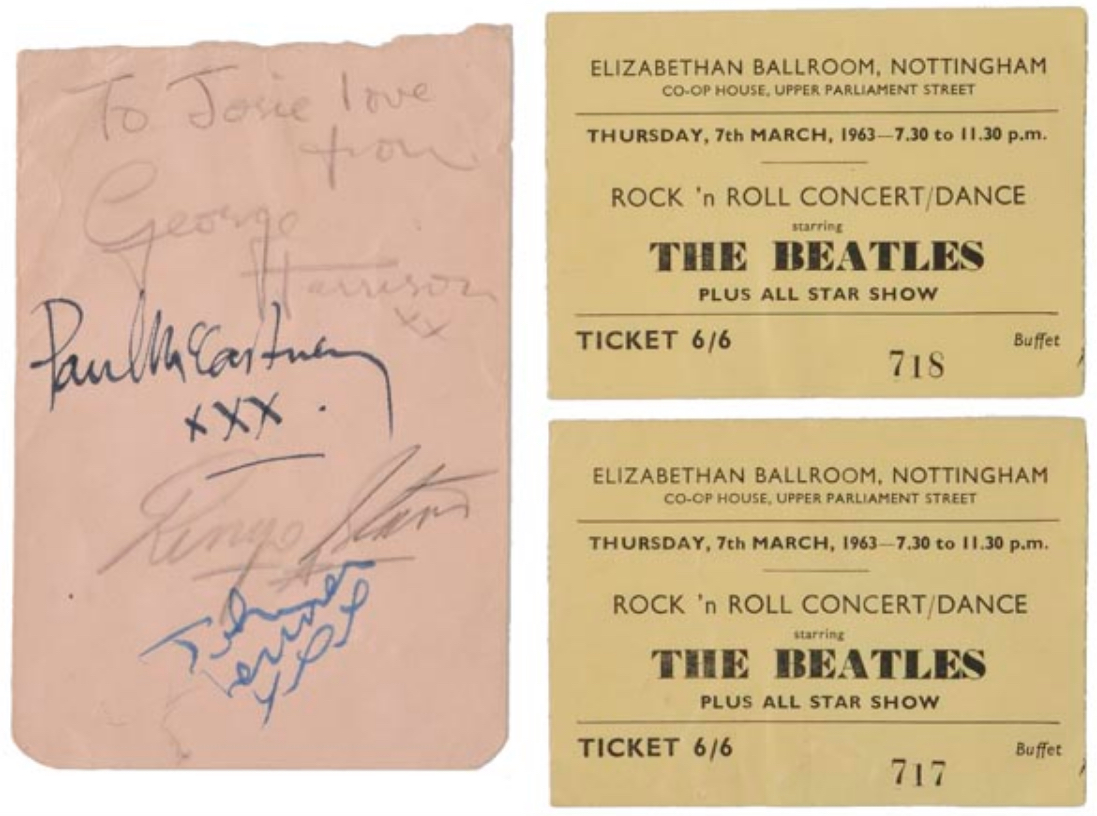 To Josie love
from
George
Harrison
xx
Paul McCartney
xxx
Ringo Starr
John
Lennon
xxx
ELIZABETHAN BALLROOM, NOTTINGHAM
CO-OP HOUSE, UPPER PARLIAMENT STREET
THURSDAY, 7th MARCH, 1963—7.30 to 11.30 p.m.
ROCK 'n ROLL CONCERT/DANCE
starring
THE BEATLES
PLUS ALL STAR SHOW
TICKET 6/6 Buffet
718
ELIZABETHAN BALLROOM, NOTTINGHAM
CO-OP HOUSE, UPPER PARLIAMENT STREET
THURSDAY, 7th MARCH, 1963—7.30 to 11.30 p.m.
ROCK 'n ROLL CONCERT/DANCE
starring
THE BEATLES
PLUS ALL STAR SHOW
TICKET 6/6 Buffet
717